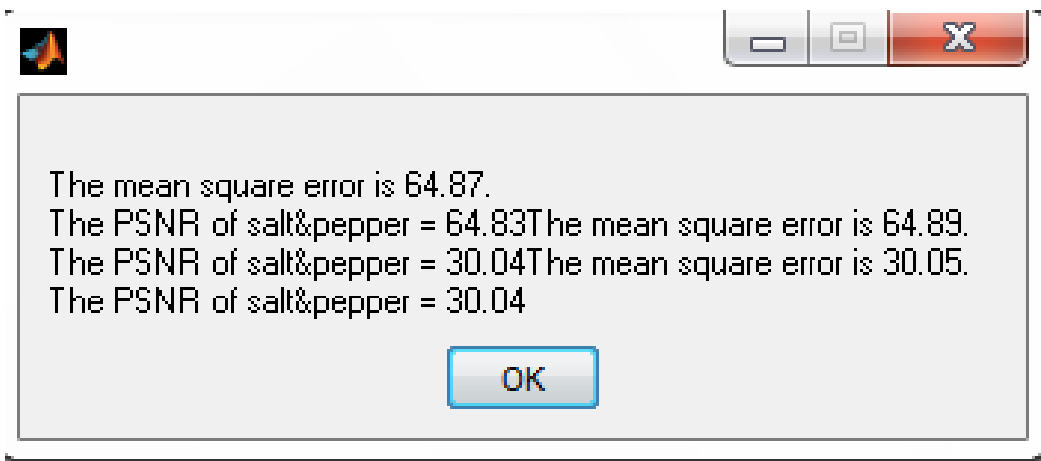 The mean square error is 64.87.
The PSNR of salt&pepper = 64.83The mean square error is 64.89.
The PSNR of salt&pepper = 30.04The mean square error is 30.05.
The PSNR of salt&pepper = 30.04
OK